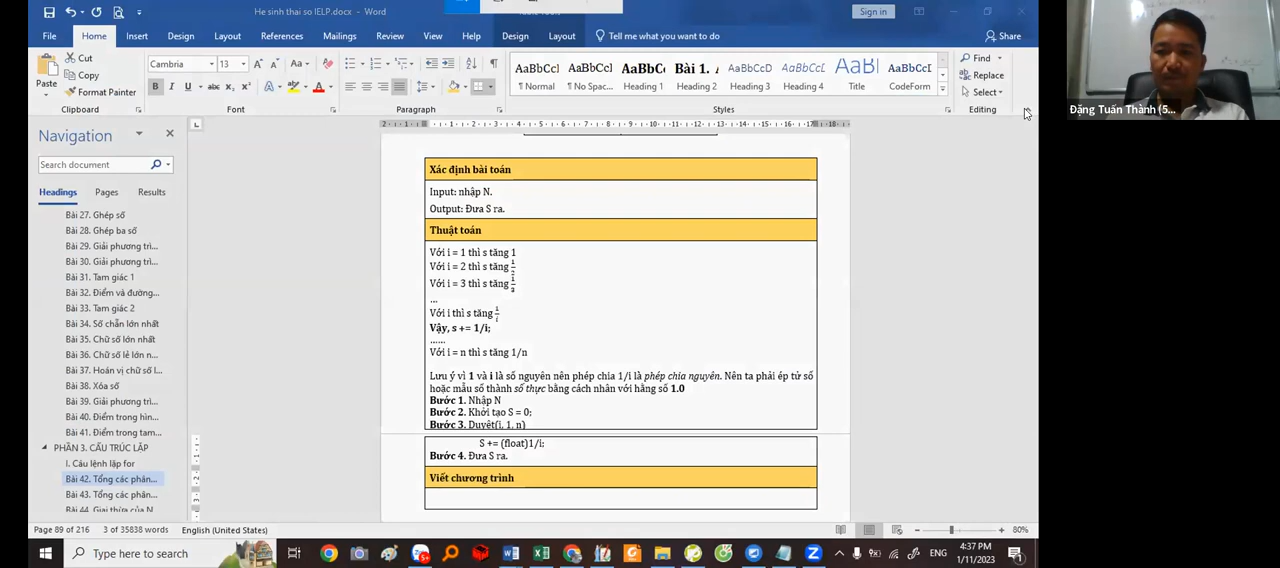 He sinh thai so IELP.docx - Word
Sign in
File Home Insert Design Layout References Mailings Review View Help Design Layout Tell me what you want to do Share
Paste
Cut
Copy
Format Painter
Clipboard
Cambria 13
Font
Paragraph
AaBbCcI AaBbCcI AaBbCc Bài 1. AaBbCcD AaBbCcD AaBl AaBbCcI
¶ Normal ¶ No Spac... Heading 1 Heading 2 Heading 3 Heading 4 Title CodeForm
Styles
Find
Replace
Select
Editing
Đặng Tuấn Thành (5...
Navigation
Search document
Headings Pages Results
Bài 27. Ghép số
Bài 28. Ghép ba số
Bài 29. Giải phương trì...
Bài 30. Giải phương trì...
Bài 31. Tam giác 1
Bài 32. Điểm và đường...
Bài 33. Tam giác 2
Bài 34. Số chẵn lớn nhất
Bài 35. Chữ số lớn nhất
Bài 36. Chữ số lẻ lớn n...
Bài 37. Hoán vị chữ số l...
Bài 38. Xóa số
Bài 39. Giải phương trì...
Bài 40. Điểm trong hìn...
Bài 41. Điểm trong tam...
PHẦN 3. CẤU TRÚC LẶP
I. Câu lệnh lặp for
Bài 42. Tổng các phân...
Bài 43. Tổng các phân...
Bài 44. Giai thừa của N
Xác định bài toán
Input: nhập N.
Output: Đưa S ra.
Thuật toán
Với i = 1 thì s tăng 1
Với i = 2 thì s tăng 1/2
Với i = 3 thì s tăng 1/3
...
Với i thì s tăng 1/i
Vậy, s += 1/i;
......
Với i = n thì s tăng 1/n
Lưu ý vì 1 và i là số nguyên nên phép chia 1/i là phép chia nguyên. Nên ta phải ép tử số
hoặc mẫu số thành số thực bằng cách nhân với hằng số 1.0
Bước 1. Nhập N
Bước 2. Khởi tạo S = 0;
Bước 3. Duyệt(i, 1, n)
S += (float)1/i;
Bước 4. Đưa S ra.
Viết chương trình
Page 89 of 216 3 of 35838 words English (United States)
80%
Type here to search
ENG
4:37 PM
1/11/2023